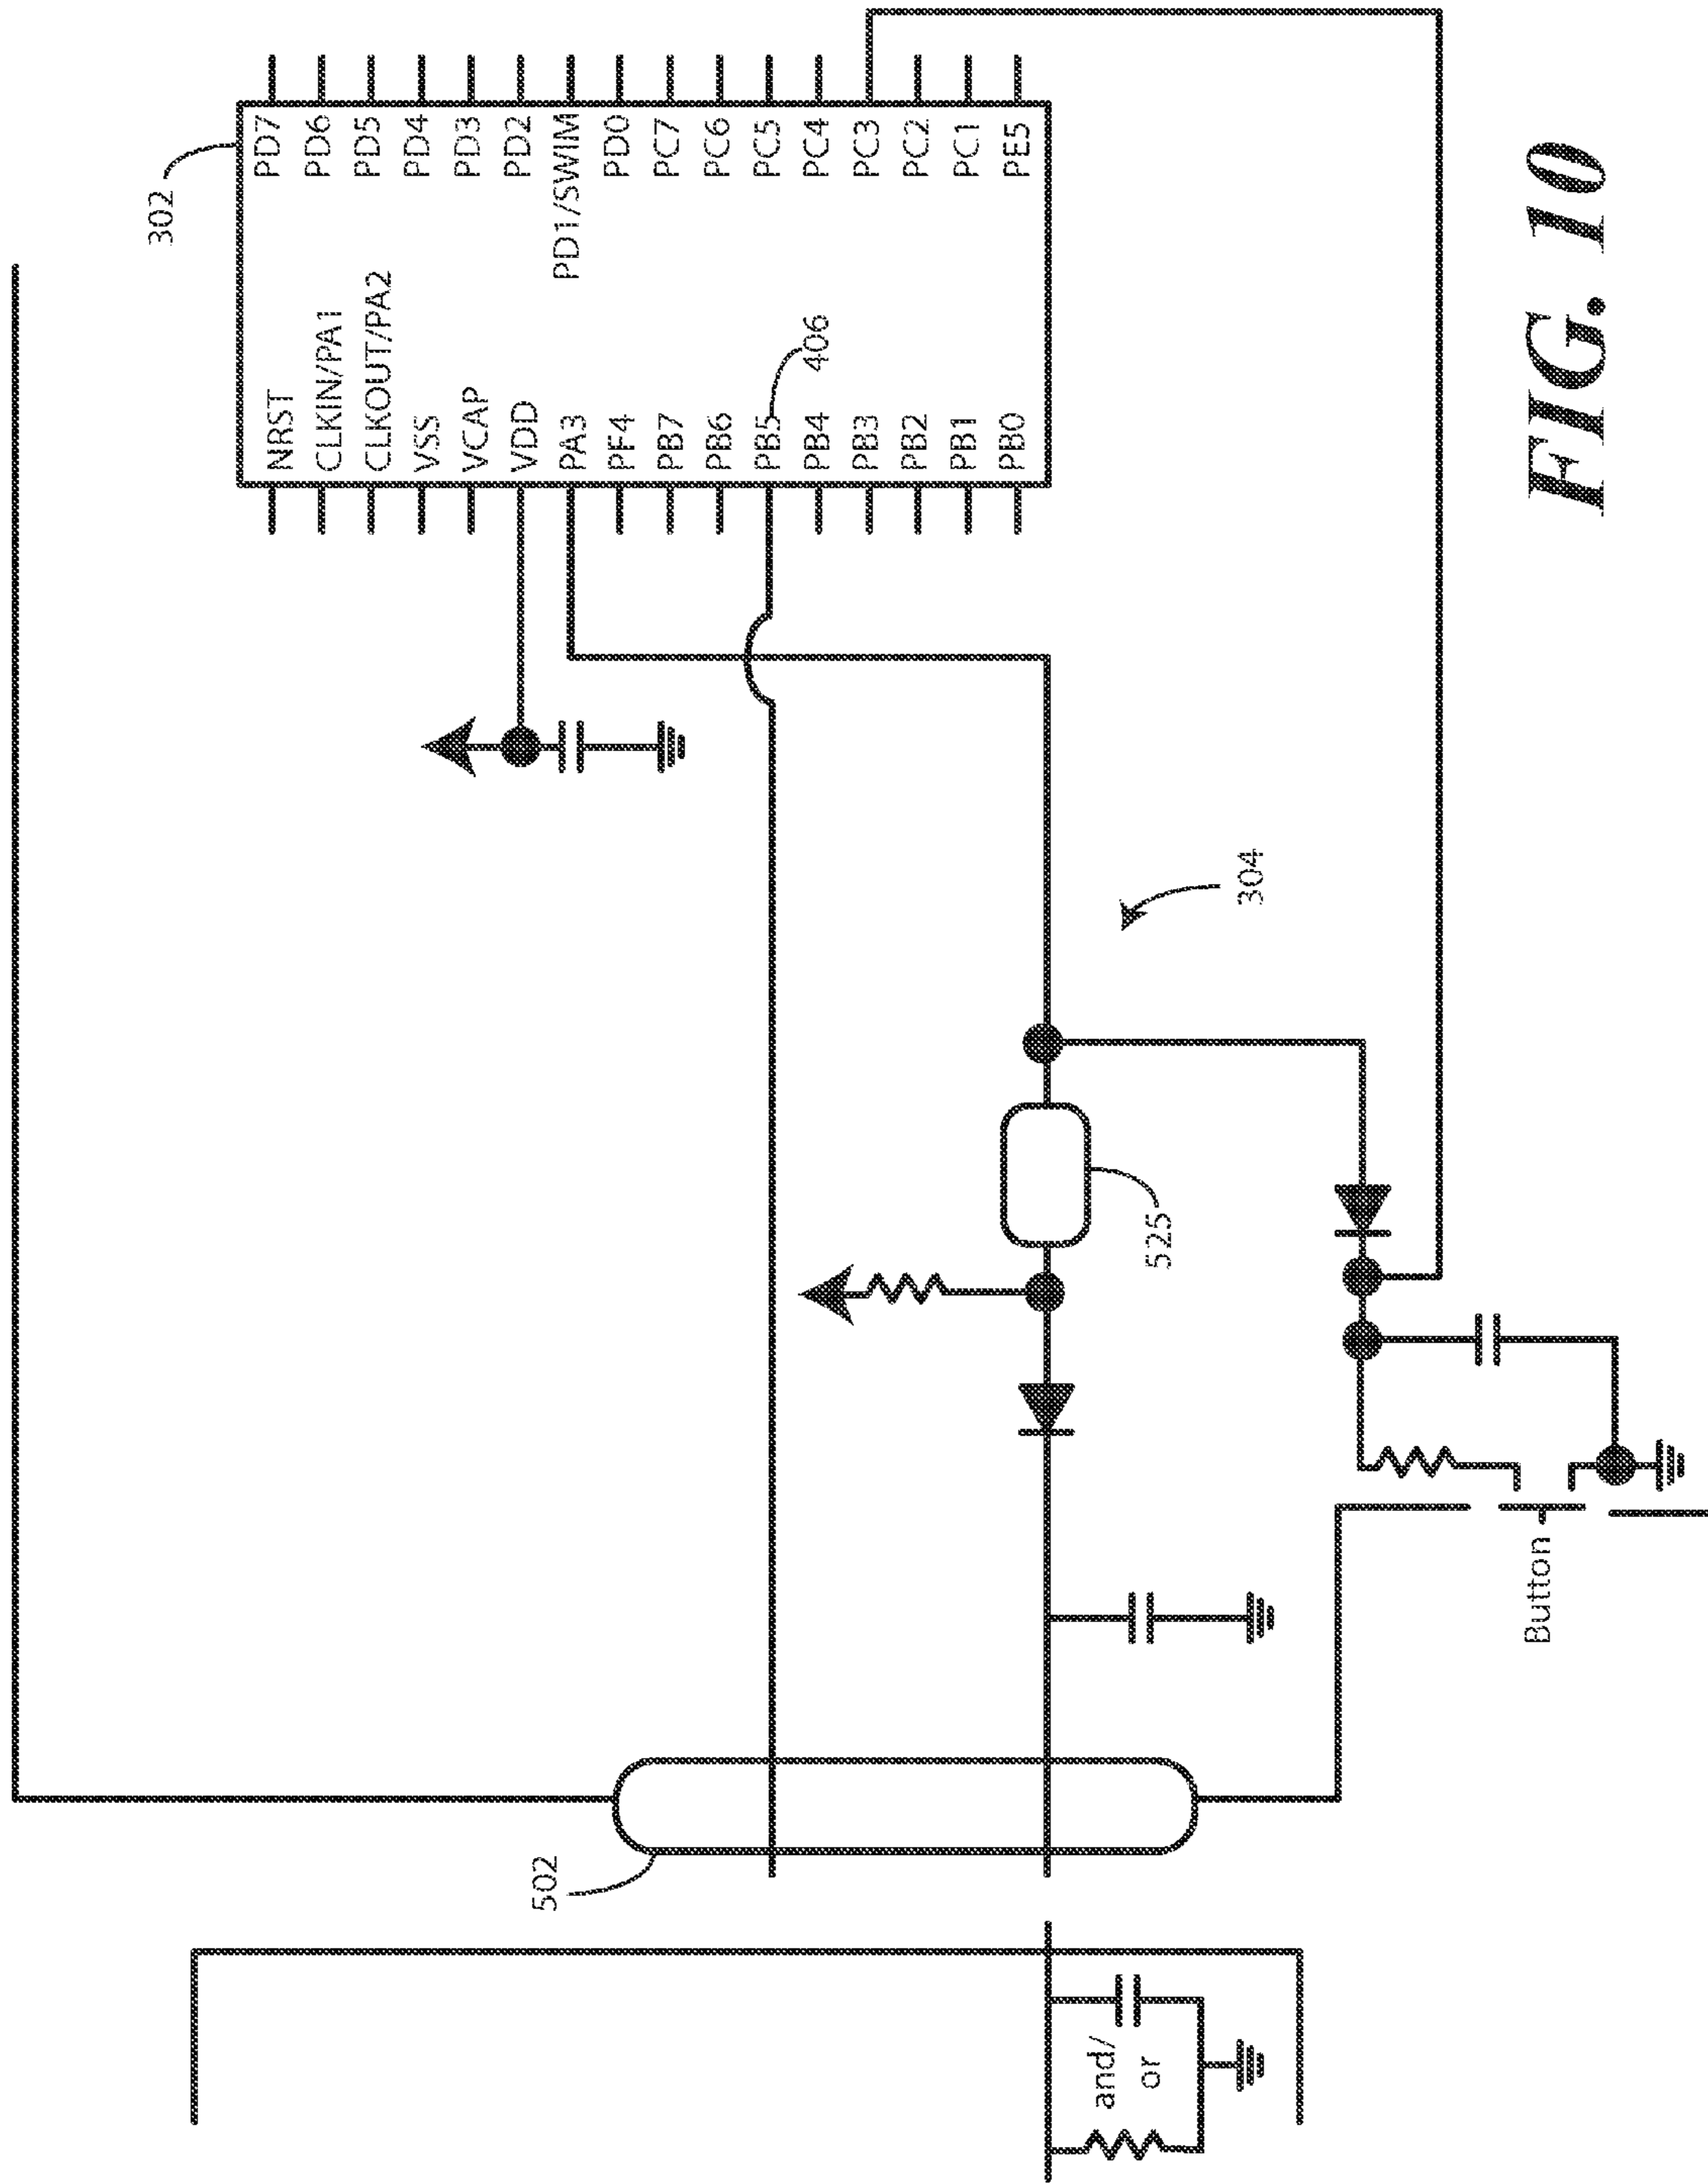 302
NRST
CLKIN/PA1
CLKOUT/PA2
VSS
VCAP
VDD
PA3
PF4
PB7
PB6
PB5
PB4
PB3
PB2
PB1
PB0
PD7
PD6
PD5
PD4
PD3
PD2
PD1/SWIM
PD0
PC7
PC6
PC5
PC4
PC3
PC2
PC1
PE5
406
304
525
502
Button
and/
or
FIG. 10